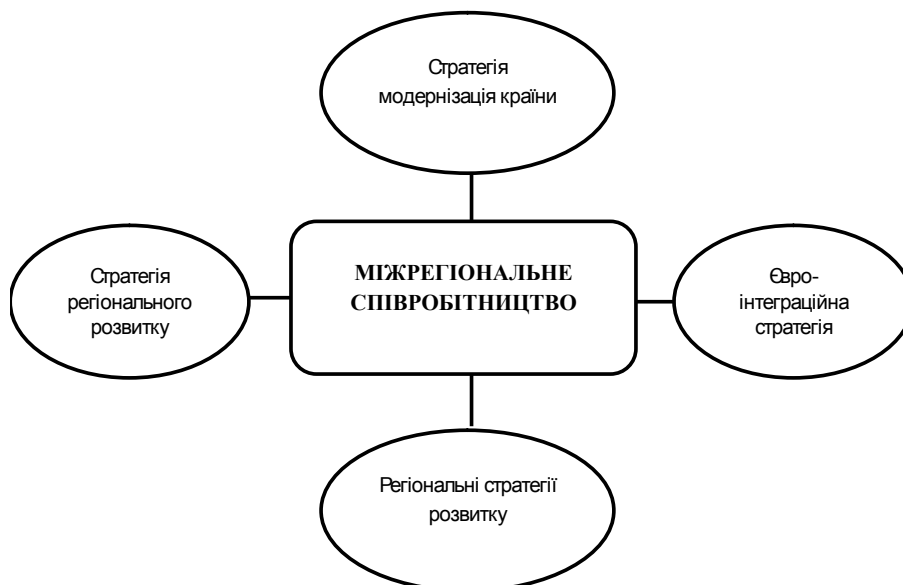 Стратегія
модернізація країни
МІЖРЕГІОНАЛЬНЕ
СПІВРОБІТНИЦТВО
Стратегія
регіонального
розвитку
Євро-
інтеграційна
стратегія
Регіональні стратегії
розвитку